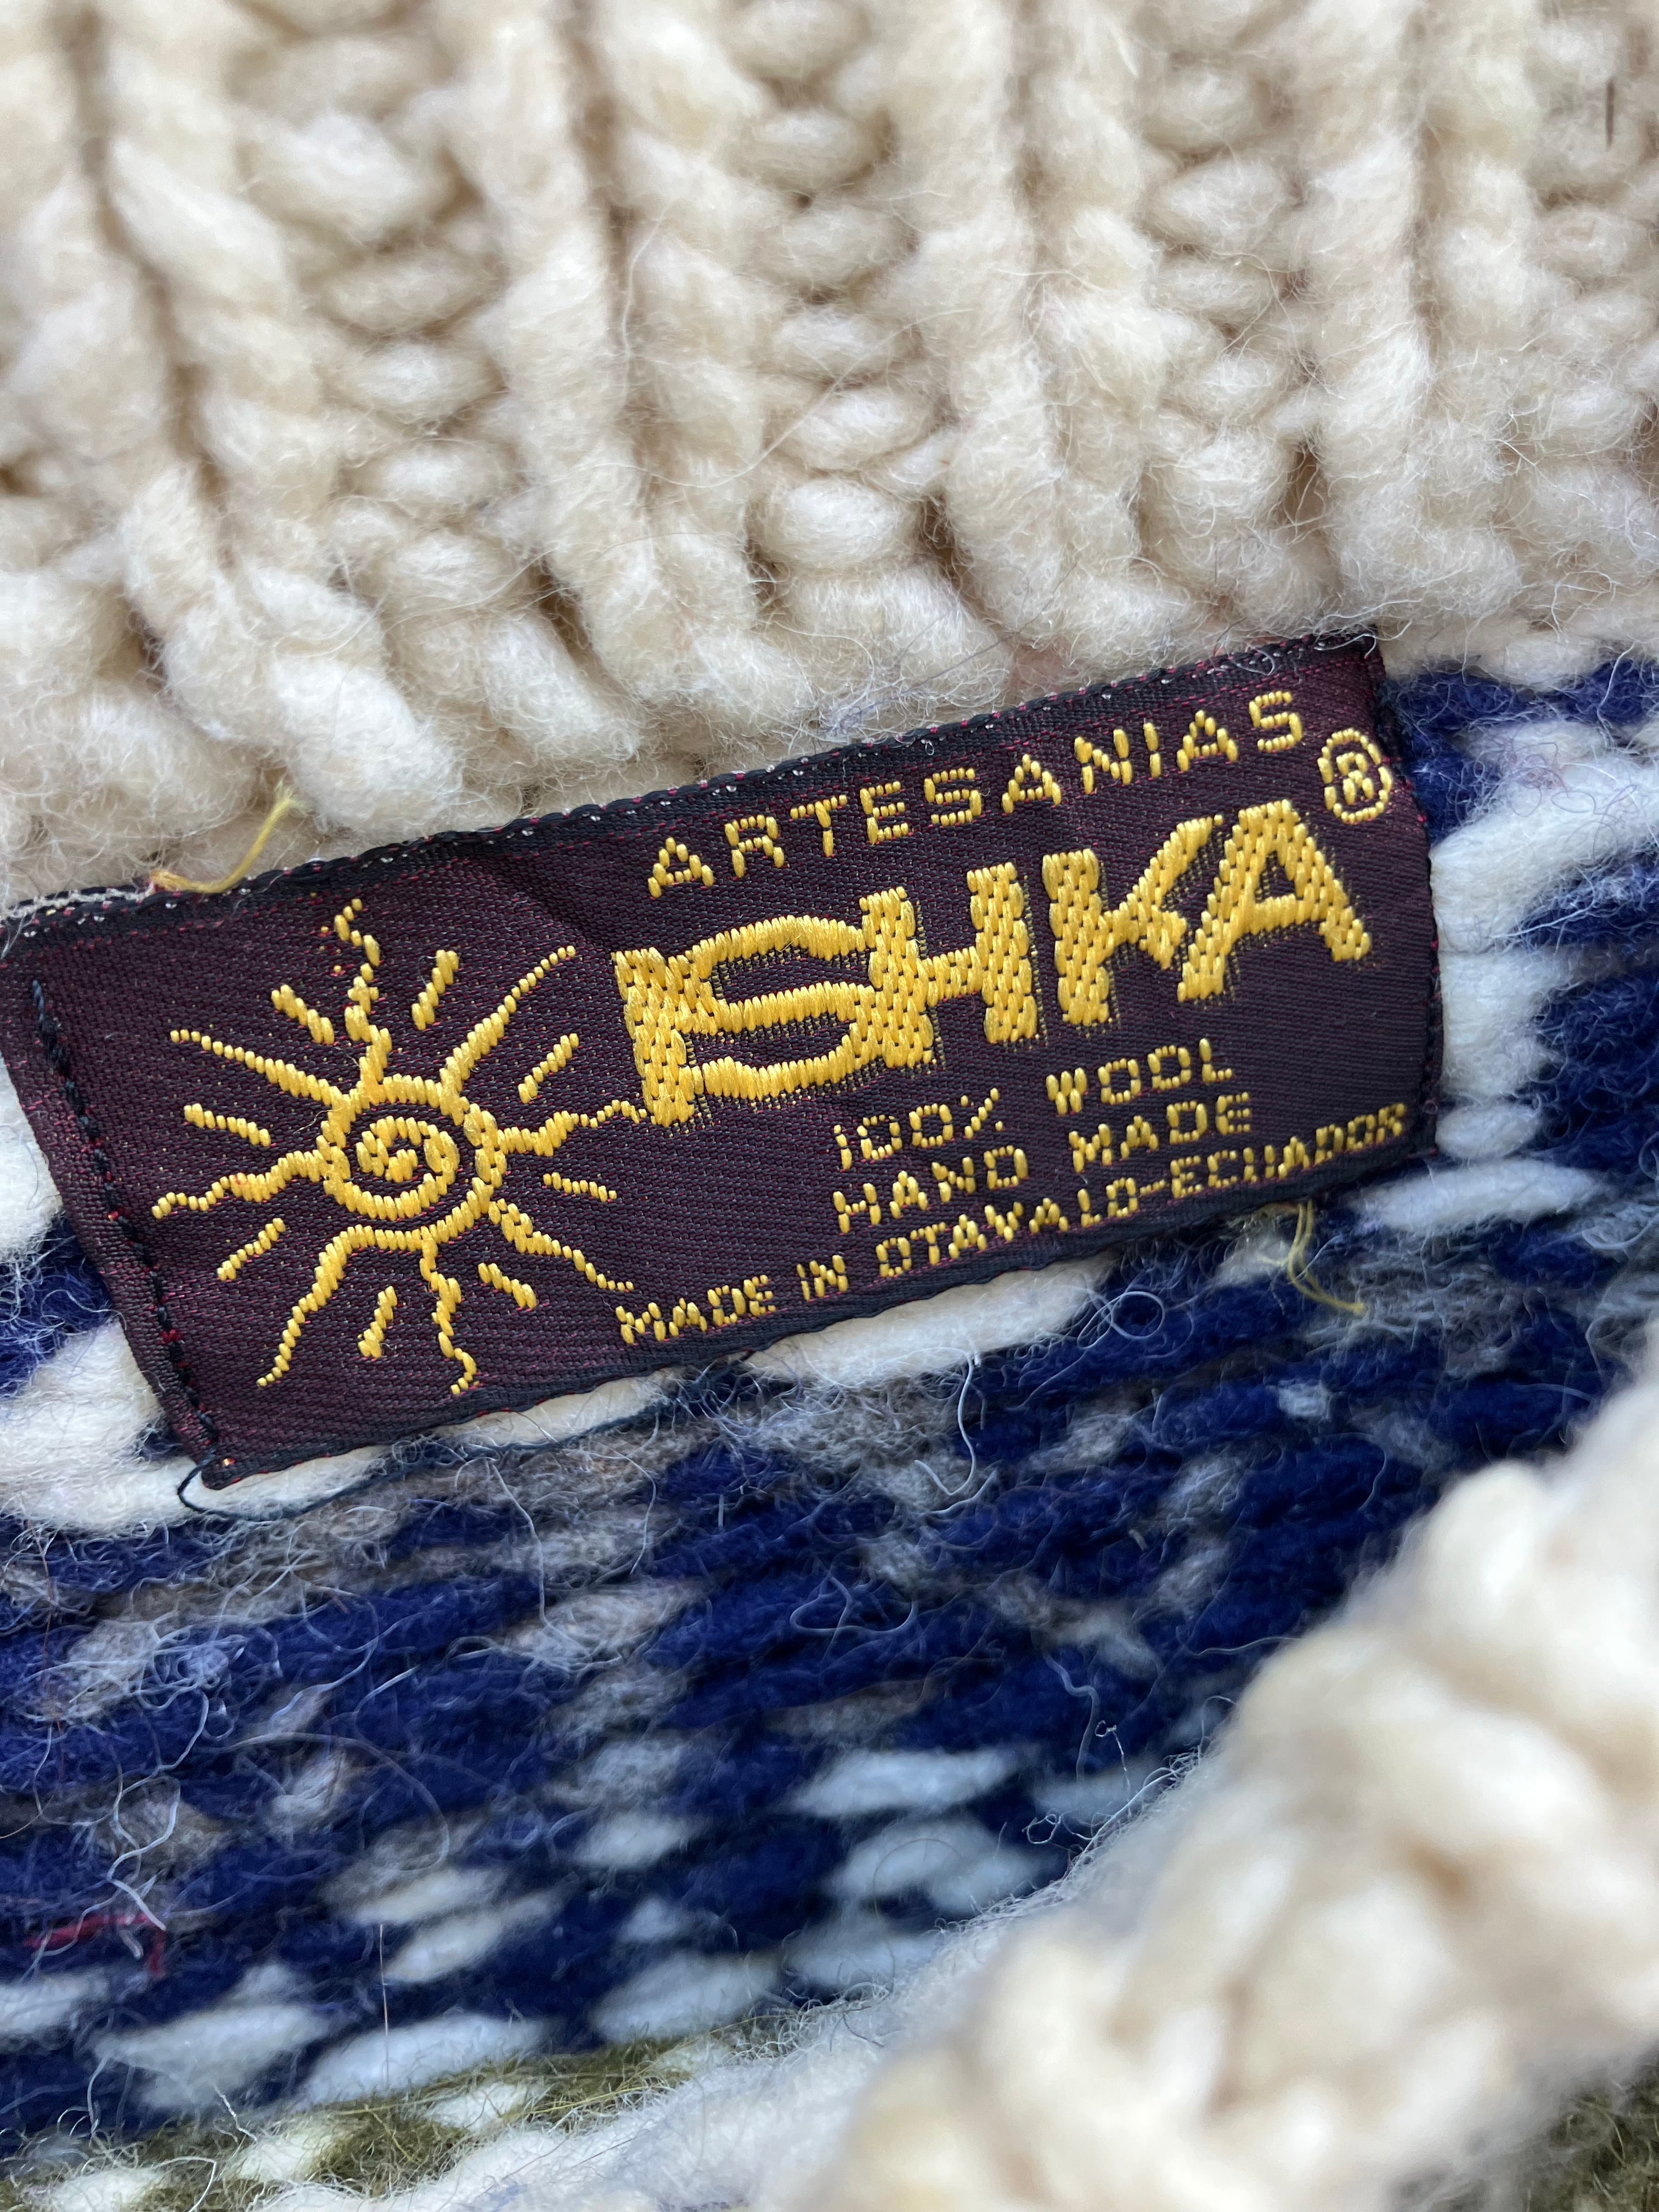 ARTESANIAS
ISHKA®
100% WOOL
HAND MADE
MADE IN OTAVALO-ECUADOR